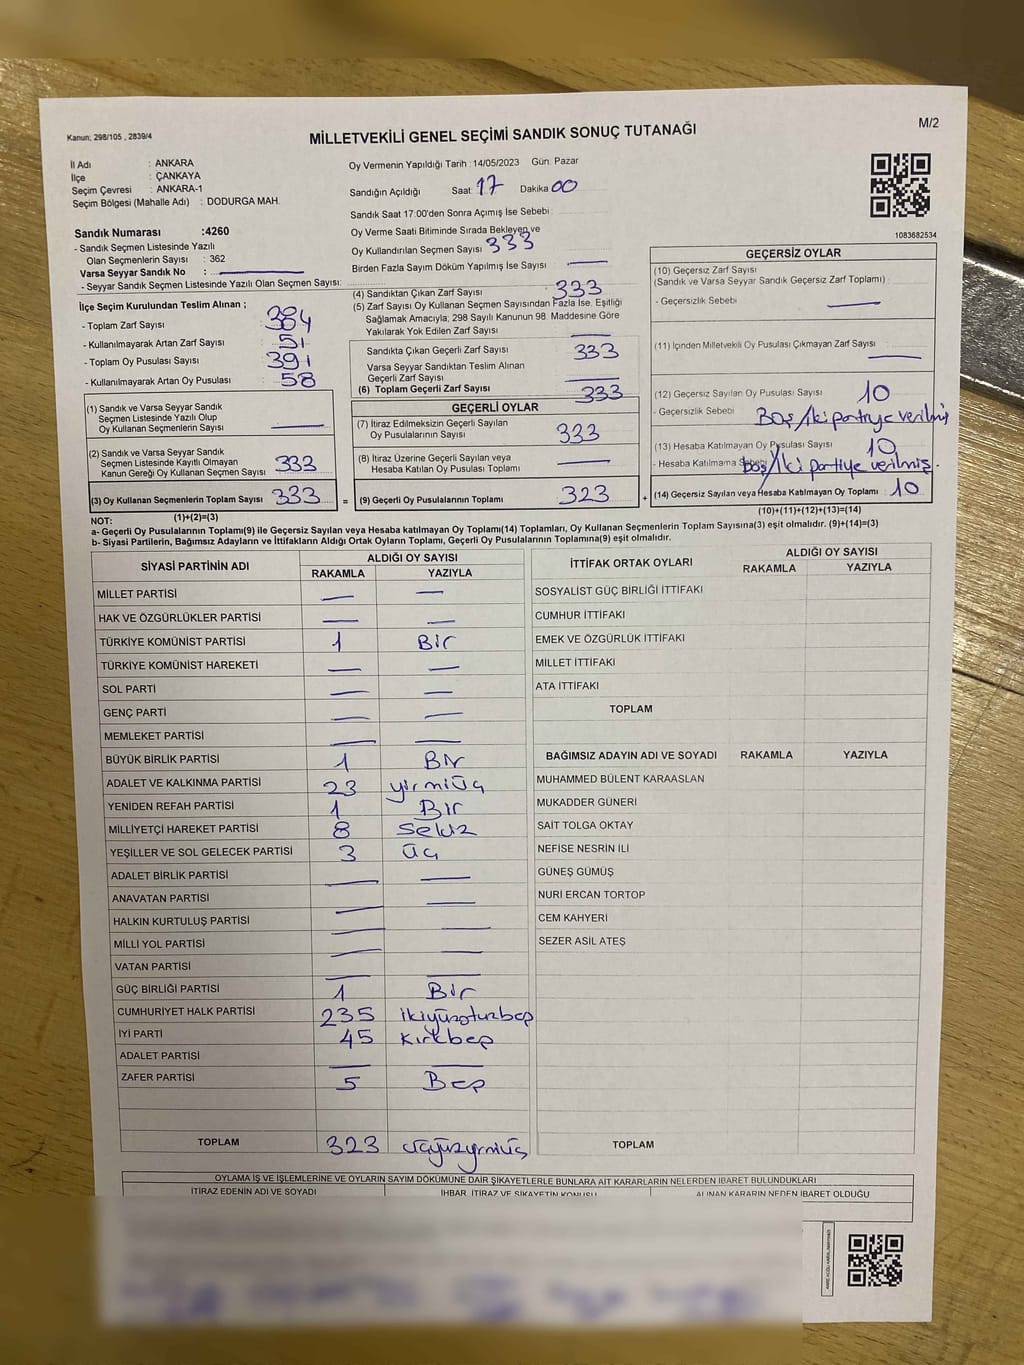 Kanun; 298/105 , 2839/4
MİLLETVEKİLİ GENEL SEÇİMİ SANDIK SONUÇ TUTANAĞI
M/2
İl Adı : ANKARA
İlçe : ÇANKAYA
Seçim Çevresi : ANKARA-1
Seçim Bölgesi (Mahalle Adı) : DODURGA MAH.
Oy Vermenin Yapıldığı Tarih : 14/05/2023 Gün: Pazar
Sandığın Açıldığı Saat: 17 Dakika 00
Sandık Saat 17:00'den Sonra Açımış İse Sebebi:
Oy Verme Saati Bitiminde Sırada Bekleyen ve
Oy Kullandırılan Seçmen Sayısı 333
Birden Fazla Sayım Döküm Yapılmış İse Sayısı
1083682534
Sandık Numarası :4260
- Sandık Seçmen Listesinde Yazılı
Olan Seçmenlerin Sayısı : 362
Varsa Seyyar Sandık No :
- Seyyar Sandık Seçmen Listesinde Yazılı Olan Seçmen Sayısı:
İlçe Seçim Kurulundan Teslim Alınan ;
- Toplam Zarf Sayısı : 384
- Kullanılmayarak Artan Zarf Sayısı : 51
- Toplam Oy Pusulası Sayısı : 391
- Kullanılmayarak Artan Oy Pusulası : 58
(1) Sandık ve Varsa Seyyar Sandık
Seçmen Listesinde Yazılı Olup
Oy Kullanan Seçmenlerin Sayısı
(2) Sandık ve Varsa Seyyar Sandık
Seçmen Listesinde Kayıtlı Olmayan
Kanun Gereği Oy Kullanan Seçmen Sayısı 333
(3) Oy Kullanan Seçmenlerin Toplam Sayısı 333 =
(1)+(2)=(3)
(4) Sandıktan Çıkan Zarf Sayısı : 333
(5) Zarf Sayısı Oy Kullanan Seçmen Sayısından Fazla İse, Eşitliği
Sağlamak Amacıyla; 298 Sayılı Kanunun 98. Maddesine Göre
Yakılarak Yok Edilen Zarf Sayısı
Sandıkta Çıkan Geçerli Zarf Sayısı 333
Varsa Seyyar Sandıktan Teslim Alınan
Geçerli Zarf Sayısı
(6) Toplam Geçerli Zarf Sayısı 333
GEÇERLİ OYLAR
(7) İtiraz Edilmeksizin Geçerli Sayılan
Oy Pusulalarının Sayısı 333
(8) İtiraz Üzerine Geçerli Sayılan veya
Hesaba Katılan Oy Pusulası Toplamı
(9) Geçerli Oy Pusulalarının Toplamı 323 +
GEÇERSİZ OYLAR
(10) Geçersiz Zarf Sayısı
(Sandık ve Varsa Seyyar Sandık Geçersiz Zarf Toplamı) :
- Geçersizlik Sebebi
(11) İçinden Milletvekili Oy Pusulası Çıkmayan Zarf Sayısı :
(12) Geçersiz Sayılan Oy Pusulası Sayısı : 10
- Geçersizlik Sebebi Boş/İki partiye verilmiş
(13) Hesaba Katılmayan Oy Pusulası Sayısı : 10
- Hesaba Katılmama Sebebi boş/iki partiye verilmiş.
(14) Geçersiz Sayılan veya Hesaba Katılmayan Oy Toplamı : 10
(10)+(11)+(12)+(13)=(14)
NOT:
a- Geçerli Oy Pusulalarının Toplamı(9) ile Geçersiz Sayılan veya Hesaba katılmayan Oy Toplamı(14) Toplamları, Oy Kullanan Seçmenlerin Toplam Sayısına(3) eşit olmalıdır. (9)+(14)=(3)
b- Siyasi Partilerin, Bağımsız Adayların ve İttifakların Aldığı Ortak Oyların Toplamı, Geçerli Oy Pusulalarının Toplamına(9) eşit olmalıdır.
SİYASİ PARTİNİN ADI ALDIĞI OY SAYISI
RAKAMLA YAZIYLA
MİLLET PARTİSİ
HAK VE ÖZGÜRLÜKLER PARTİSİ
TÜRKİYE KOMÜNİST PARTİSİ 1 Bir
TÜRKİYE KOMÜNİST HAREKETİ
SOL PARTİ
GENÇ PARTİ
MEMLEKET PARTİSİ
BÜYÜK BİRLİK PARTİSİ 1 Bir
ADALET VE KALKINMA PARTİSİ 23 yirmiüç
YENİDEN REFAH PARTİSİ 1 Bir
MİLLİYETÇİ HAREKET PARTİSİ 8 Sekiz
YEŞİLLER VE SOL GELECEK PARTİSİ 3 Üç
ADALET BİRLİK PARTİSİ
ANAVATAN PARTİSİ
HALKIN KURTULUŞ PARTİSİ
MİLLİ YOL PARTİSİ
VATAN PARTİSİ
GÜÇ BİRLİĞİ PARTİSİ 1 Bir
CUMHURİYET HALK PARTİSİ 235 ikiyüzotuzbeş
İYİ PARTİ 45 Kırkbeş
ADALET PARTİSİ
ZAFER PARTİSİ 5 Beş
TOPLAM 323 üçyüzyirmiüç
İTTİFAK ORTAK OYLARI ALDIĞI OY SAYISI
RAKAMLA YAZIYLA
SOSYALİST GÜÇ BİRLİĞİ İTTİFAKI
CUMHUR İTTİFAKI
EMEK VE ÖZGÜRLÜK İTTİFAKI
MİLLET İTTİFAKI
ATA İTTİFAKI
TOPLAM
BAĞIMSIZ ADAYIN ADI VE SOYADI RAKAMLA YAZIYLA
MUHAMMED BÜLENT KARAASLAN
MUKADDER GÜNERİ
SAİT TOLGA OKTAY
NEFİSE NESRİN İLİ
GÜNEŞ GÜMÜŞ
NURİ ERCAN TORTOP
CEM KAHYERİ
SEZER ASİL ATEŞ
TOPLAM
OYLAMA İŞ VE İŞLEMLERİNE VE OYLARIN SAYIM DÖKÜMÜNE DAİR ŞİKAYETLERLE BUNLARA AİT KARARLARIN NELERDEN İBARET BULUNDUKLARI
İTİRAZ EDENİN ADI VE SOYADI İHBAR, İTİRAZ VE ŞİKAYETİN KONUSU ALINAN KARARIN NEDEN İBARET OLDUĞU